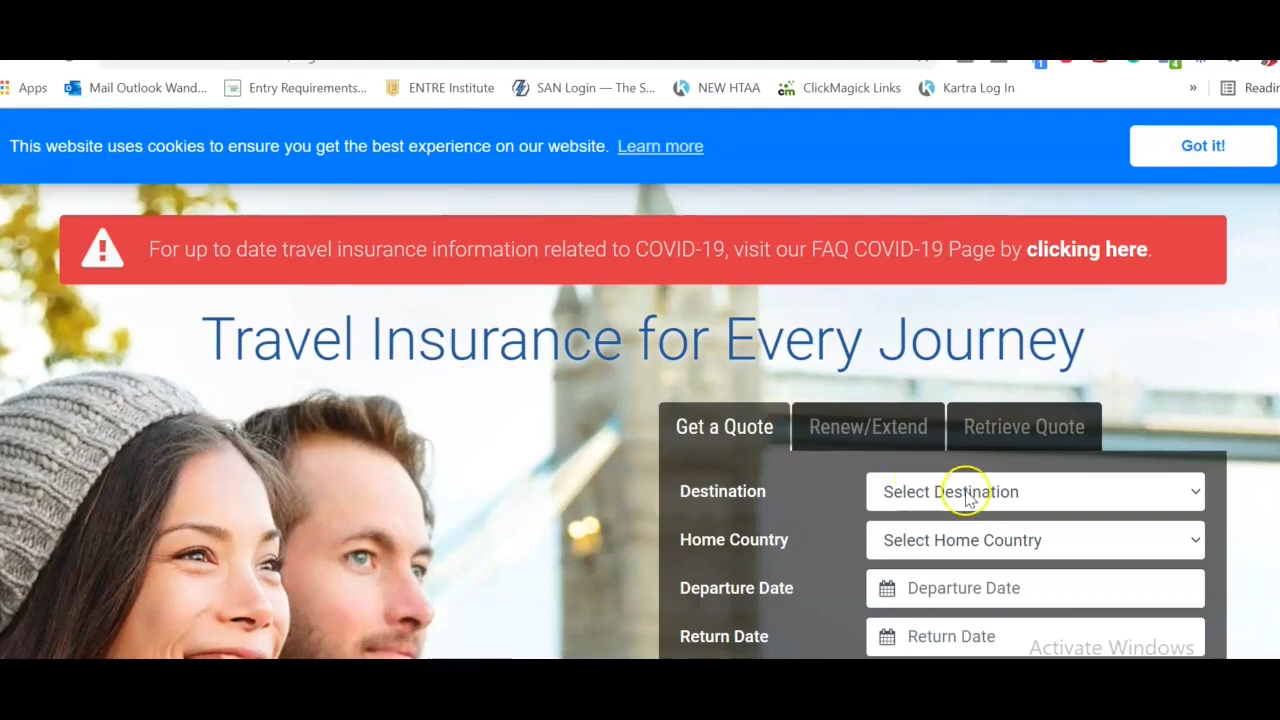 Apps
Mail Outlook Wand...
Entry Requirements...
ENTRE Institute
SAN Login — The S...
NEW HTAA
ClickMagick Links
Kartra Log In
»
Readin
This website uses cookies to ensure you get the best experience on our website. Learn more
Got it!
For up to date travel insurance information related to COVID-19, visit our FAQ COVID-19 Page by clicking here.
Travel Insurance for Every Journey
Get a Quote
Renew/Extend
Retrieve Quote
Destination
Select Destination
Home Country
Select Home Country
Departure Date
Departure Date
Return Date
Return Date
Activate Windows